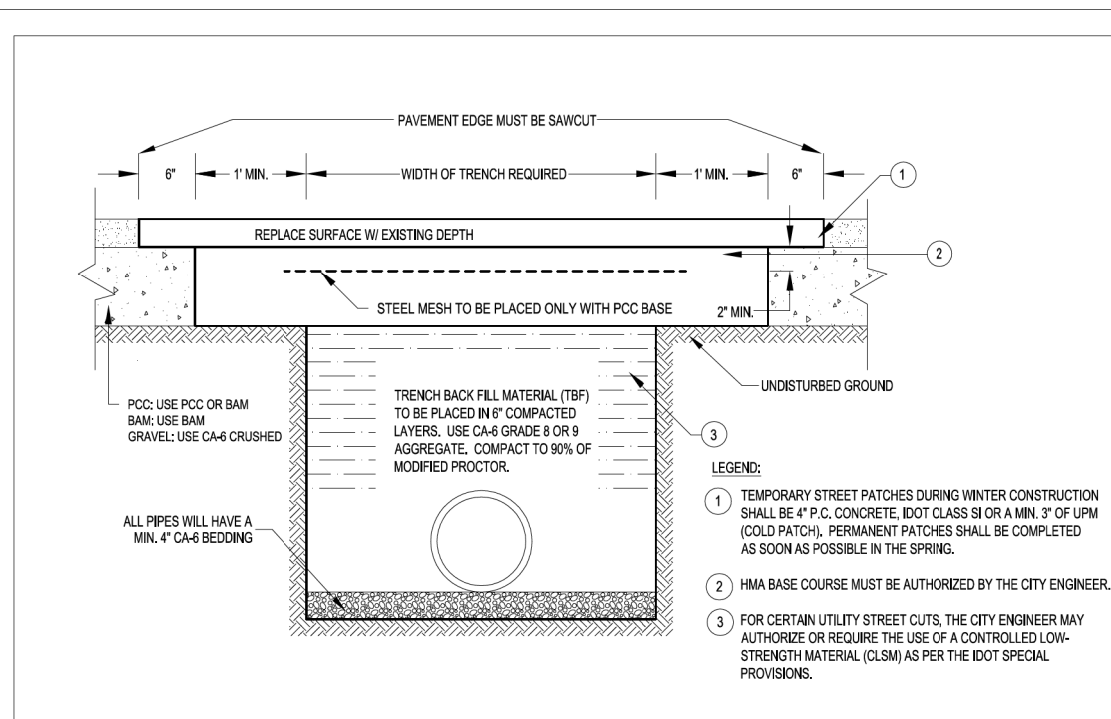 PAVEMENT EDGE MUST BE SAWCUT
6"
1' MIN.
WIDTH OF TRENCH REQUIRED
1' MIN.
6"
1
REPLACE SURFACE W/ EXISTING DEPTH
2
STEEL MESH TO BE PLACED ONLY WITH PCC BASE
2" MIN.
UNDISTURBED GROUND
PCC: USE PCC OR BAM
BAM: USE BAM
GRAVEL: USE CA-6 CRUSHED
TRENCH BACK FILL MATERIAL (TBF)
TO BE PLACED IN 6" COMPACTED
LAYERS. USE CA-6 GRADE 8 OR 9
AGGREGATE. COMPACT TO 90% OF
MODIFIED PROCTOR.
3
ALL PIPES WILL HAVE A
MIN. 4" CA-6 BEDDING
LEGEND:
1 TEMPORARY STREET PATCHES DURING WINTER CONSTRUCTION
SHALL BE 4" P.C. CONCRETE, IDOT CLASS SI OR A MIN. 3" OF UPM
(COLD PATCH). PERMANENT PATCHES SHALL BE COMPLETED
AS SOON AS POSSIBLE IN THE SPRING.
2 HMA BASE COURSE MUST BE AUTHORIZED BY THE CITY ENGINEER.
3 FOR CERTAIN UTILITY STREET CUTS, THE CITY ENGINEER MAY
AUTHORIZE OR REQUIRE THE USE OF A CONTROLLED LOW-
STRENGTH MATERIAL (CLSM) AS PER THE IDOT SPECIAL
PROVISIONS.